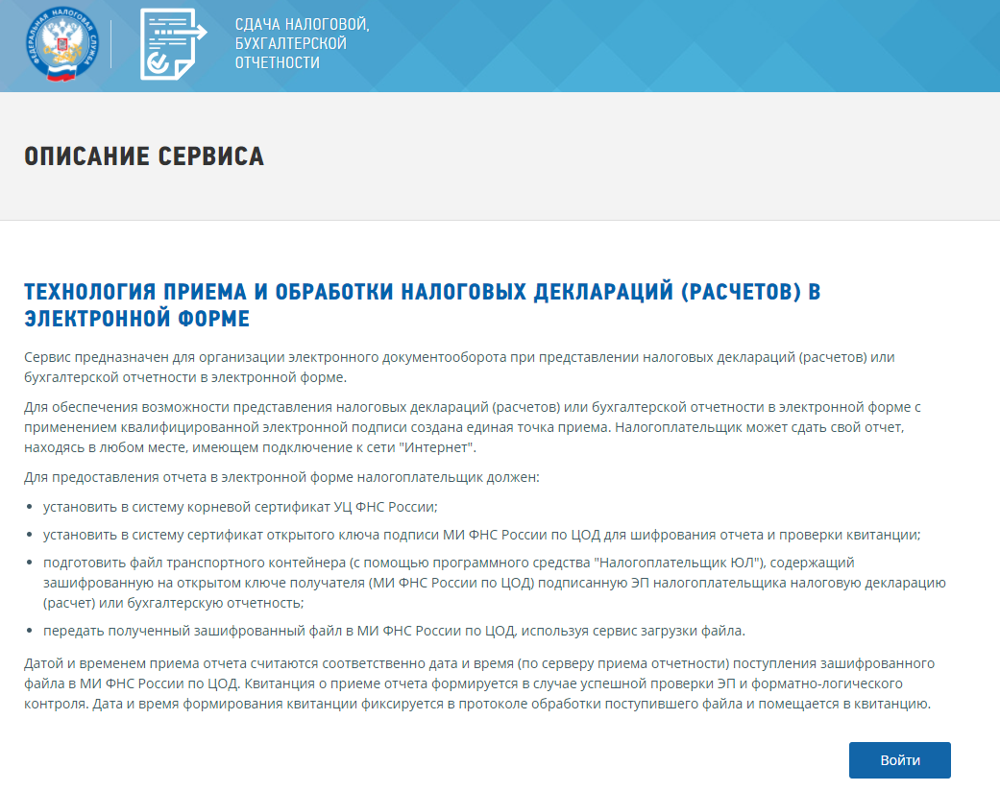 ФЕДЕРАЛЬНАЯ НАЛОГОВАЯ СЛУЖБА
СДАЧА НАЛОГОВОЙ,
БУХГАЛТЕРСКОЙ
ОТЧЕТНОСТИ
ОПИСАНИЕ СЕРВИСА
ТЕХНОЛОГИЯ ПРИЕМА И ОБРАБОТКИ НАЛОГОВЫХ ДЕКЛАРАЦИЙ (РАСЧЕТОВ) В
ЭЛЕКТРОННОЙ ФОРМЕ
Сервис предназначен для организации электронного документооборота при представлении налоговых деклараций (расчетов) или
бухгалтерской отчетности в электронной форме.
Для обеспечения возможности представления налоговых деклараций (расчетов) или бухгалтерской отчетности в электронной форме с
применением квалифицированной электронной подписи создана единая точка приема. Налогоплательщик может сдать свой отчет,
находясь в любом месте, имеющем подключение к сети "Интернет".
Для предоставления отчета в электронной форме налогоплательщик должен:
• установить в систему корневой сертификат УЦ ФНС России;
• установить в систему сертификат открытого ключа подписи МИ ФНС России по ЦОД для шифрования отчета и проверки квитанции;
• подготовить файл транспортного контейнера (с помощью программного средства "Налогоплательщик ЮЛ"), содержащий
зашифрованную на открытом ключе получателя (МИ ФНС России по ЦОД) подписанную ЭП налогоплательщика налоговую декларацию
(расчет) или бухгалтерскую отчетность;
• передать полученный зашифрованный файл в МИ ФНС России по ЦОД, используя сервис загрузки файла.
Датой и временем приема отчета считаются соответственно дата и время (по серверу приема отчетности) поступления зашифрованного
файла в МИ ФНС России по ЦОД. Квитанция о приеме отчета формируется в случае успешной проверки ЭП и форматно-логического
контроля. Дата и время формирования квитанции фиксируется в протоколе обработки поступившего файла и помещается в квитанцию.
Войти